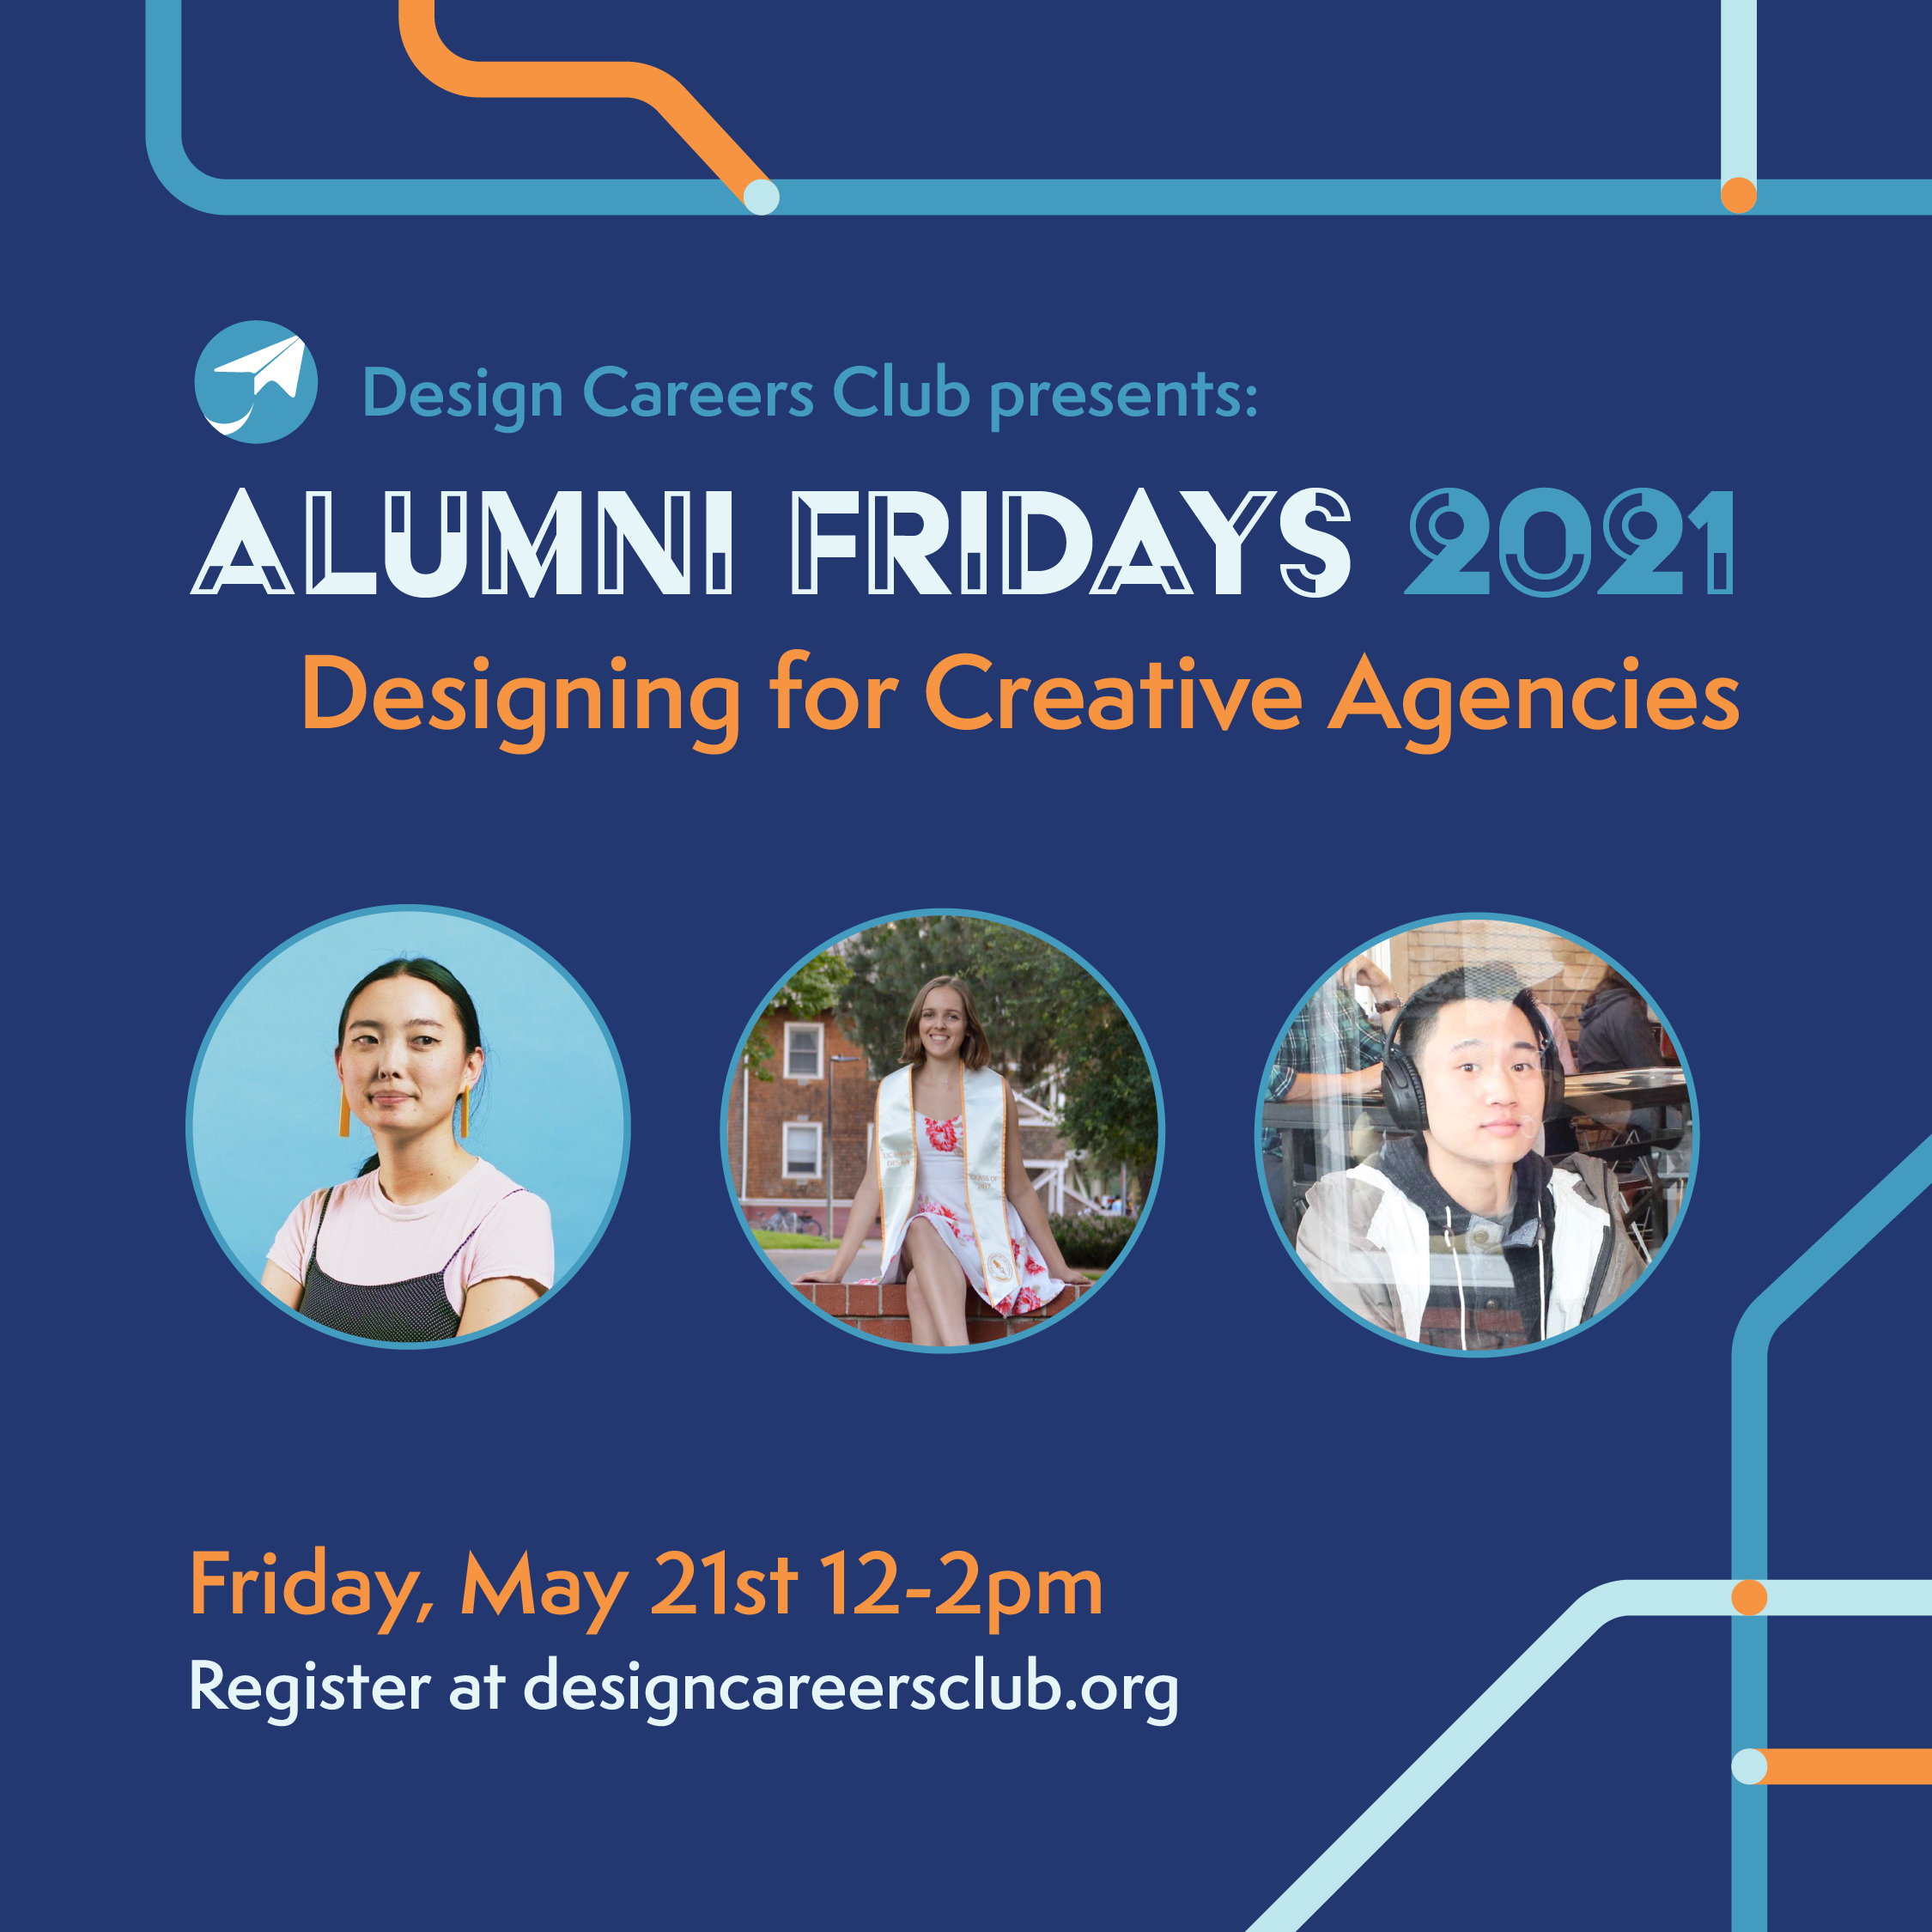 Design Careers Club presents:
ALUMNI FRIDAYS 2021
Designing for Creative Agencies
Friday, May 21st 12-2pm
Register at designcareersclub.org